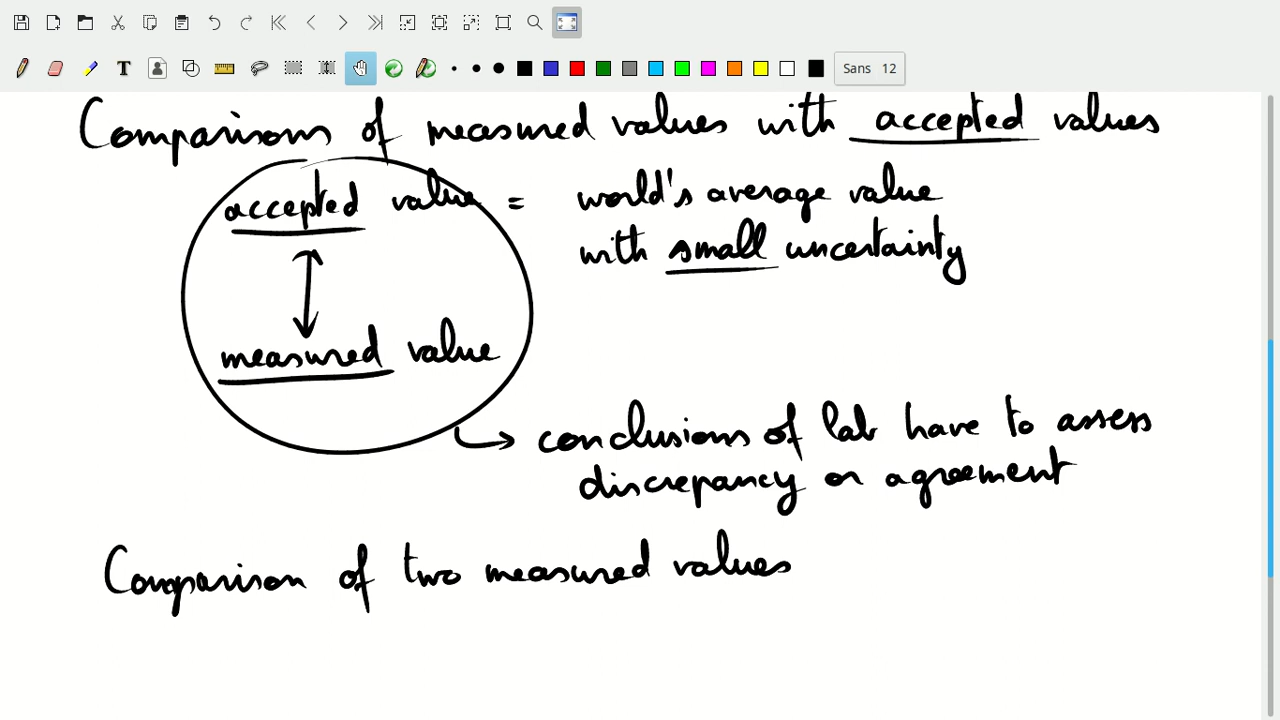 Sans 12
Comparisons of measured values with accepted values
accepted value = world's average value
with small uncertainty
measured value
conclusions of lab have to assess
discrepancy or agreement
Comparison of two measured values